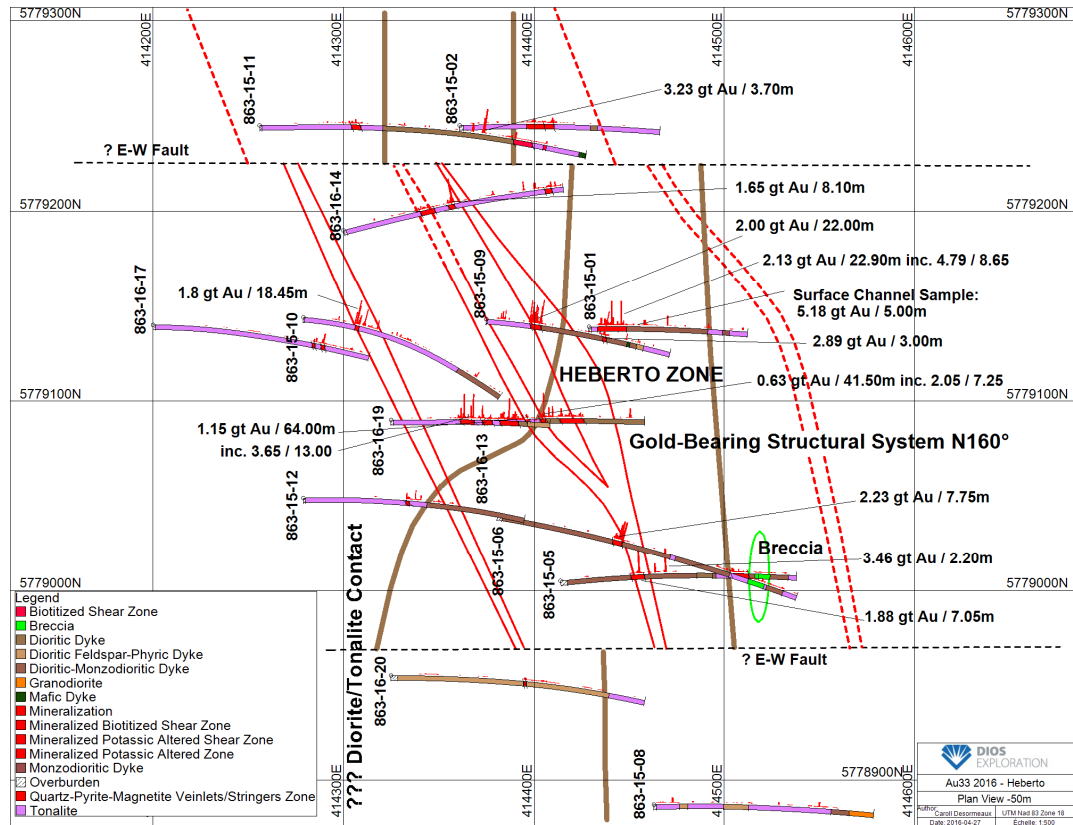 5779300N
5779300N
414200E
414300E
414400E
414500E
414600E
863-15-11
863-15-02
3.23 gt Au / 3.70m
? E-W Fault
863-16-14
1.65 gt Au / 8.10m
5779200N
5779200N
2.00 gt Au / 22.00m
863-15-09
863-15-01
2.13 gt Au / 22.90m inc. 4.79 / 8.65
863-16-17
1.8 gt Au / 18.45m
Surface Channel Sample:
5.18 gt Au / 5.00m
863-15-10
2.89 gt Au / 3.00m
HEBERTO ZONE
0.63 gt Au / 41.50m inc. 2.05 / 7.25
5779100N
5779100N
863-16-19
1.15 gt Au / 64.00m
inc. 3.65 / 13.00
863-16-13
Gold-Bearing Structural System N160°
863-15-12
2.23 gt Au / 7.75m
863-15-06
863-15-05
Breccia
3.46 gt Au / 2.20m
5779000N
5779000N
1.88 gt Au / 7.05m
??? Diorite/Tonalite Contact
? E-W Fault
863-16-20
863-15-08
5778900N
414300E
414400E
414500E
414600E
Legend
Biotitized Shear Zone
Breccia
Dioritic Dyke
Dioritic Feldspar-Phyric Dyke
Dioritic-Monzodioritic Dyke
Granodiorite
Mafic Dyke
Mineralization
Mineralized Biotitized Shear Zone
Mineralized Potassic Altered Shear Zone
Mineralized Potassic Altered Zone
Monzodioritic Dyke
Overburden
Quartz-Pyrite-Magnetite Veinlets/Stringers Zone
Tonalite
DIOS
EXPLORATION
Au33 2016 - Heberto
Plan View -50m
Author:
Caroll Desormeaux
UTM Nad 83 Zone 18
Date: 2016-04-27
Échelle: 1:500